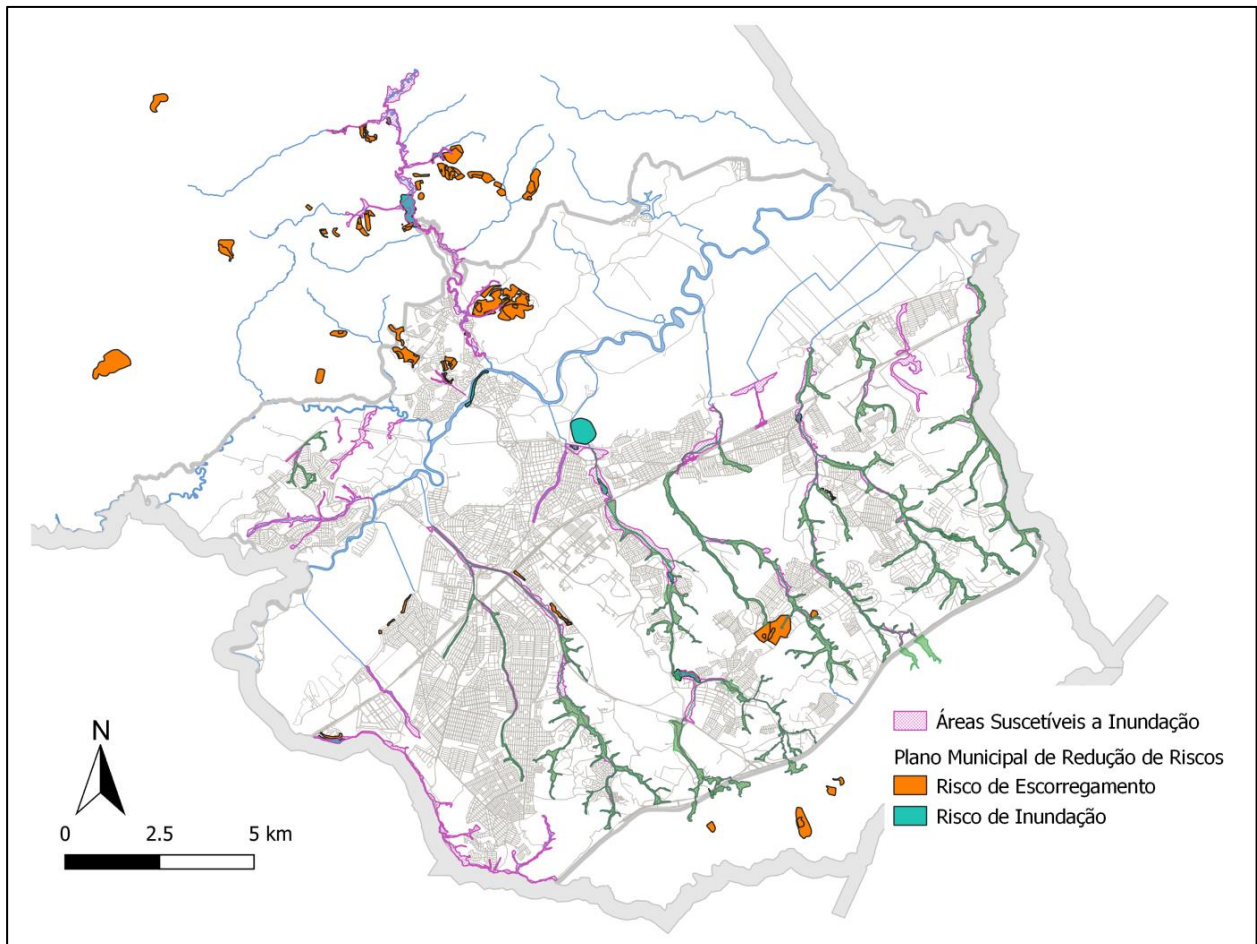 Áreas Suscetíveis a Inundação
Plano Municipal de Redução de Riscos
Risco de Escorregamento
Risco de Inundação
N
0 2.5 5 km